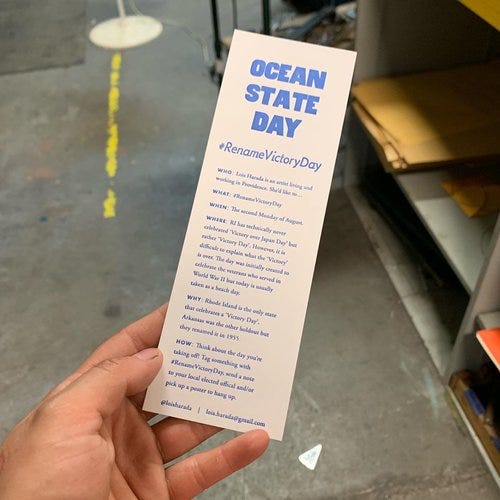 OCEAN
STATE
DAY
#RenameVictoryDay
WHO: Lois Harada is an artist living and
working in Providence. She'd like to...
WHAT: #RenameVictoryDay
WHEN: The second Monday of August.
WHERE: RI has technically never
celebrated 'Victory over Japan Day' but
rather 'Victory Day'. However, it is
difficult to explain what the 'Victory'
is over. The day was initially created to
celebrate the veterans who served in
World War II but today is usually
taken as a beach day.
WHY: Rhode Island is the only state
that celebrates a 'Victory Day'.
Arkansas was the other holdout but
they renamed it in 1955.
HOW: Think about the day you're
taking off! Tag something with
#RenameVictoryDay, send a note
to your local elected offical and/or
pick up a poster to hang up.
@loisharada | lois.harada@gmail.com